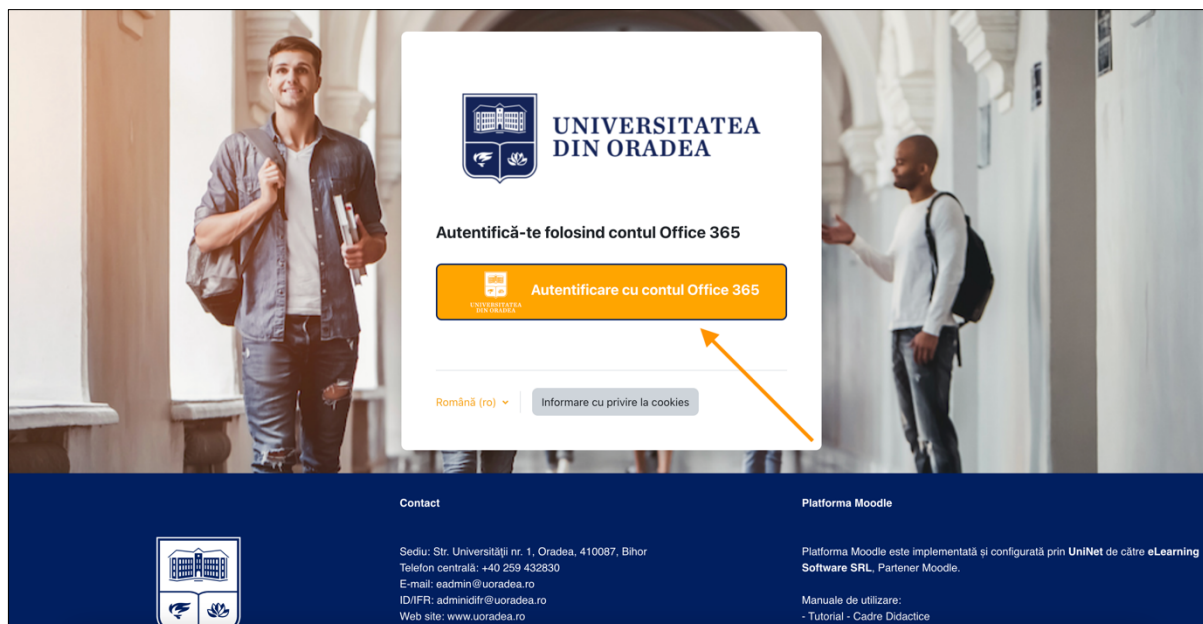 UNIVERSITATEA
DIN ORADEA
Autentifică-te folosind contul Office 365
UNIVERSITATEA
DIN ORADEA
Autentificare cu contul Office 365
Română (ro)
Informare cu privire la cookies
Contact
Sediu: Str. Universității nr. 1, Oradea, 410087, Bihor
Telefon centrală: +40 259 432830
E-mail: eadmin@uoradea.ro
ID/IFR: adminidifr@uoradea.ro
Web site: www.uoradea.ro
Platforma Moodle
Platforma Moodle este implementată și configurată prin UniNet de către eLearning
Software SRL, Partener Moodle.
Manuale de utilizare:
- Tutorial - Cadre Didactice